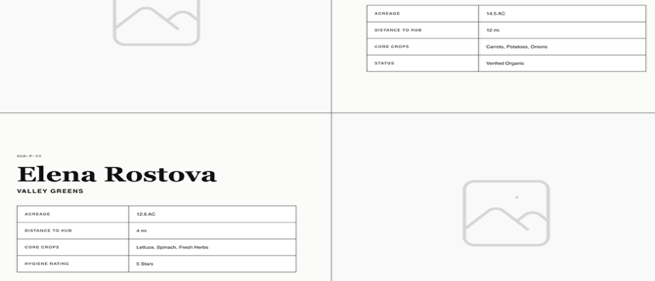 ACREAGE 14.5 AC
DISTANCE TO HUB 12 mi
CORE CROPS Carrots, Potatoes, Onions
STATUS Verified Organic
Elena Rostova
VALLEY GREENS
ACREAGE 12.8 AC
DISTANCE TO HUB 4 mi
CORE CROPS Lettuce, Spinach, Fresh Herbs
HYGIENE RATING 5 Stars